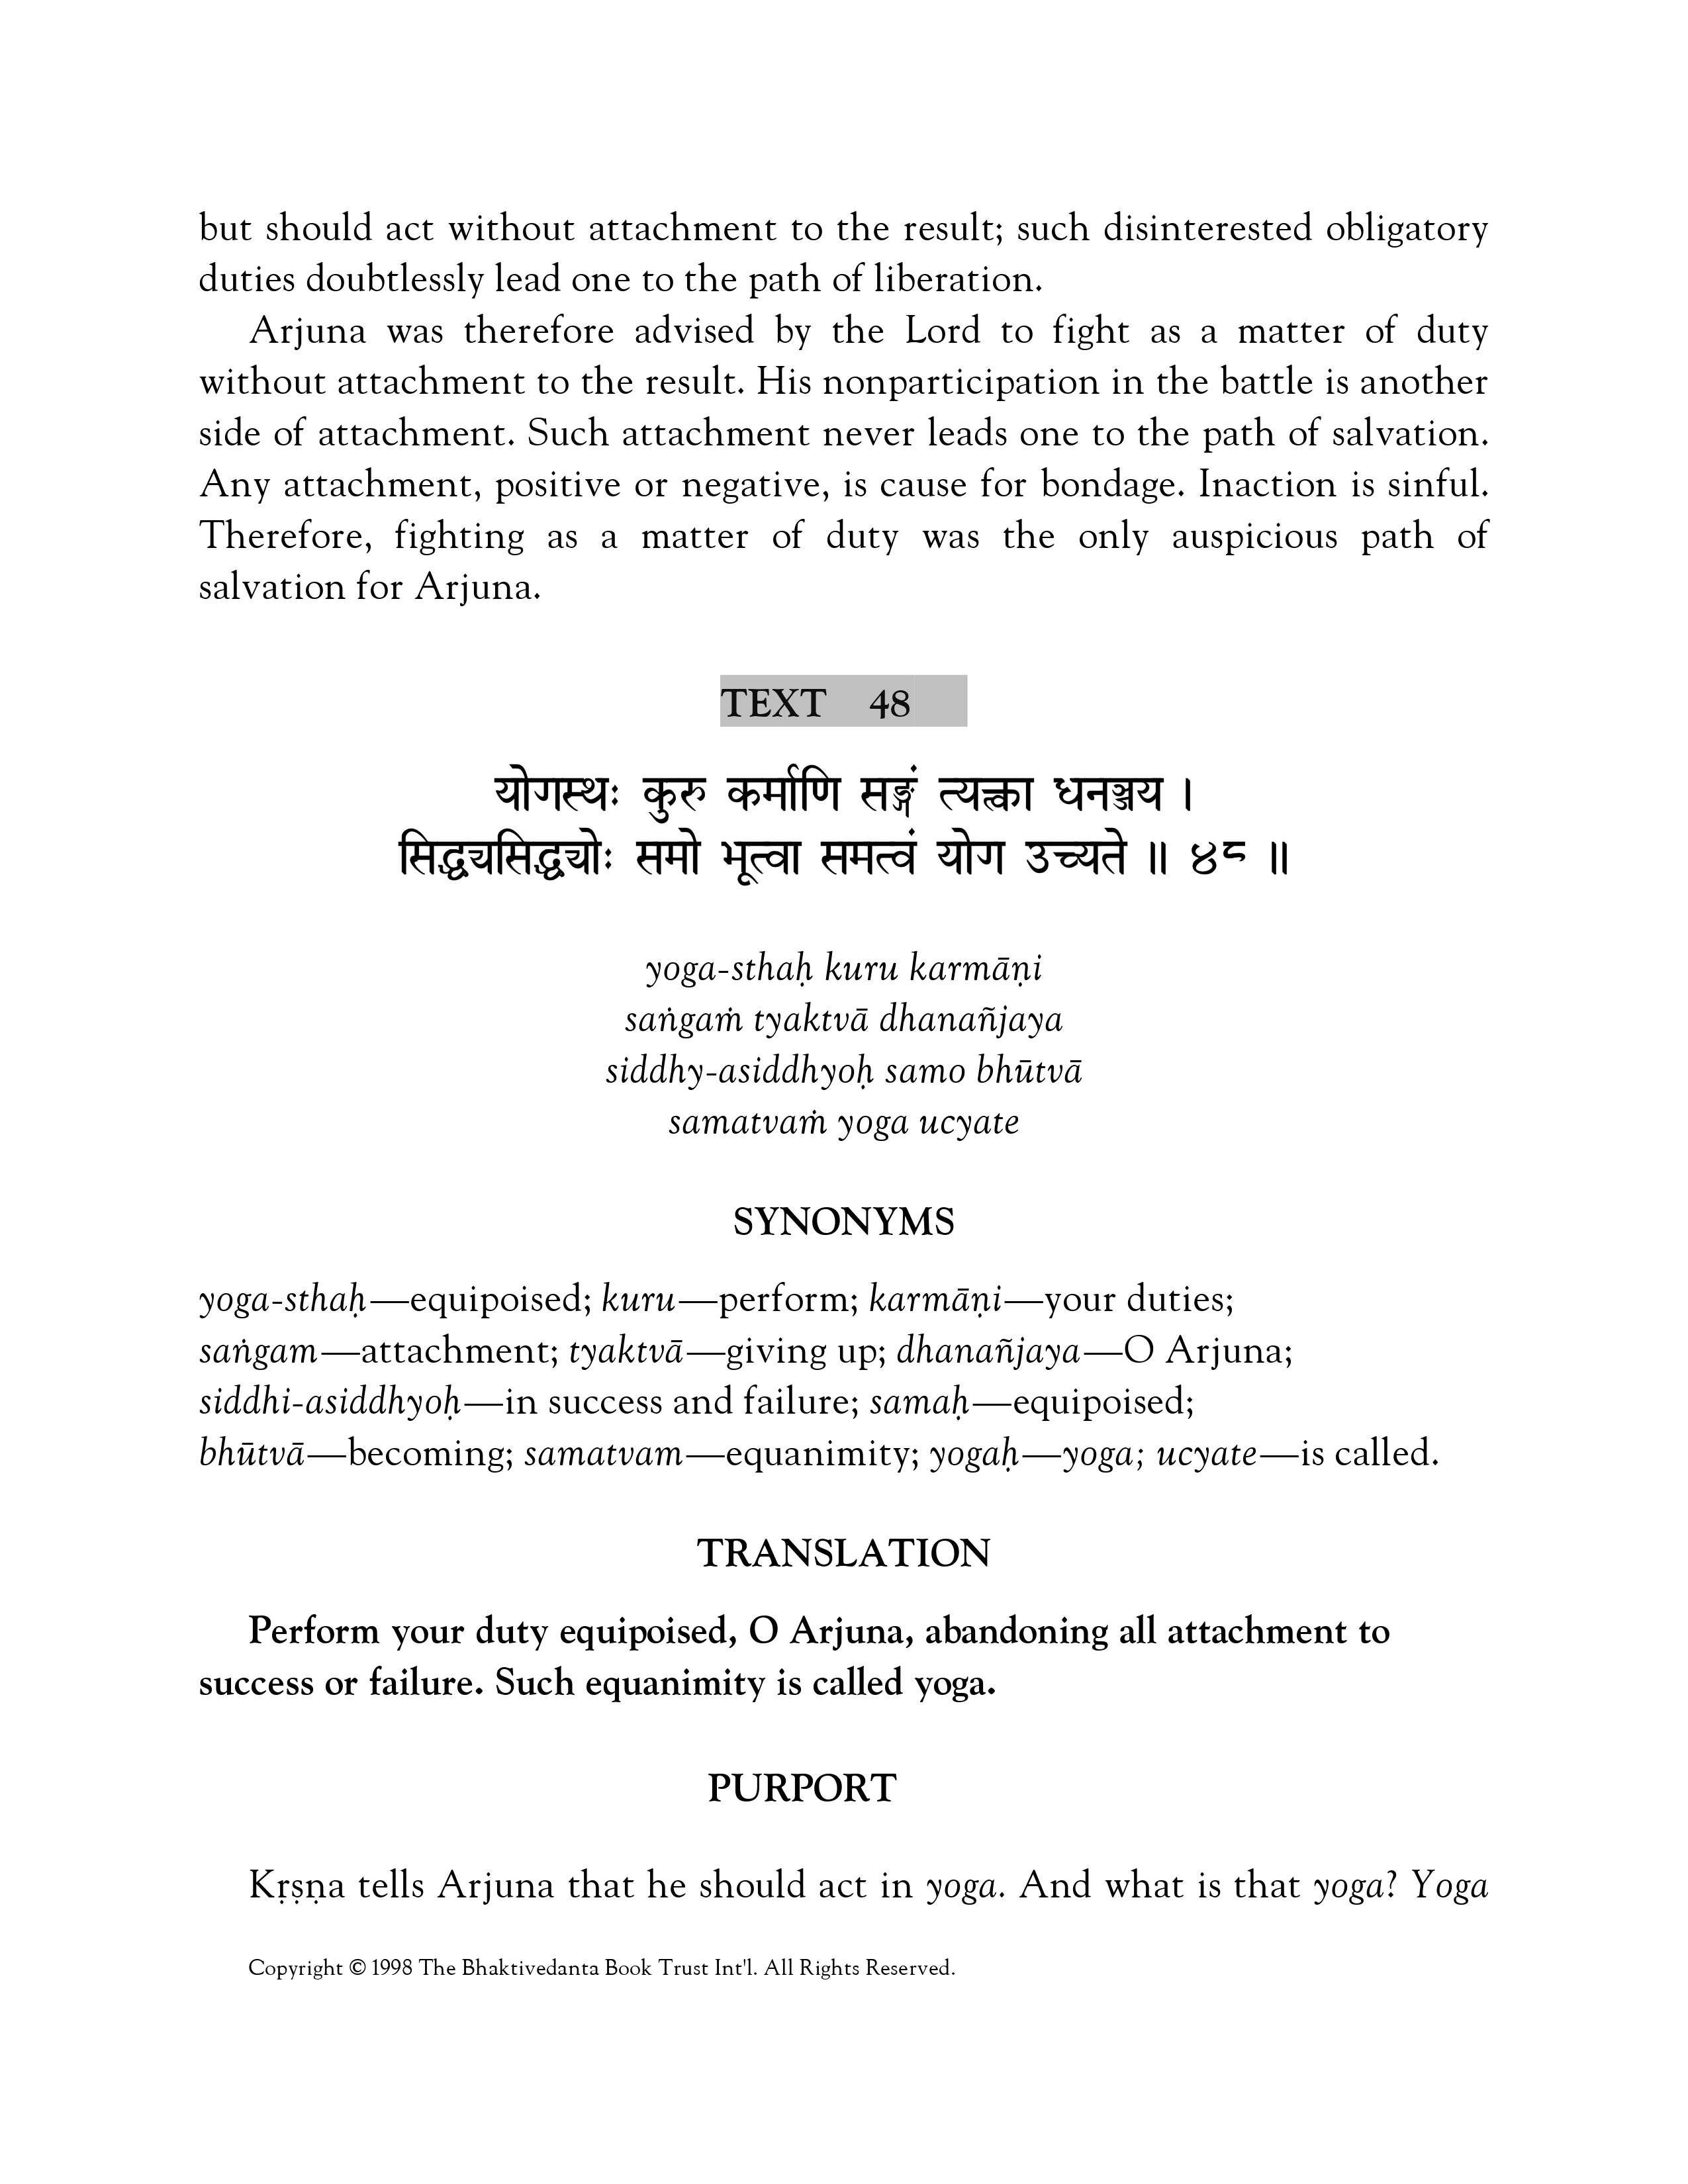 but should act without attachment to the result; such disinterested obligatory
duties doubtlessly lead one to the path of liberation.
Arjuna was therefore advised by the Lord to fight as a matter of duty
without attachment to the result. His nonparticipation in the battle is another
side of attachment. Such attachment never leads one to the path of salvation.
Any attachment, positive or negative, is cause for bondage. Inaction is sinful.
Therefore, fighting as a matter of duty was the only auspicious path of
salvation for Arjuna.
TEXT 48
योगस्थः कुरु कर्माणि सङ्गं त्यक्त्वा धनञ्जय ।
सिद्ध्यसिद्ध्योः समो भूत्वा समत्वं योग उच्यते ॥ ४८ ॥
yoga-sthaḥ kuru karmāṇi
saṅgaṁ tyaktvā dhanañjaya
siddhy-asiddhyoḥ samo bhūtvā
samatvaṁ yoga ucyate
SYNONYMS
yoga-sthaḥ—equipoised; kuru—perform; karmāṇi—your duties;
saṅgam—attachment; tyaktvā—giving up; dhanañjaya—O Arjuna;
siddhi-asiddhyoḥ—in success and failure; samaḥ—equipoised;
bhūtvā—becoming; samatvam—equanimity; yogaḥ—yoga; ucyate—is called.
TRANSLATION
Perform your duty equipoised, O Arjuna, abandoning all attachment to
success or failure. Such equanimity is called yoga.
PURPORT
Kṛṣṇa tells Arjuna that he should act in yoga. And what is that yoga? Yoga
Copyright © 1998 The Bhaktivedanta Book Trust Int'l. All Rights Reserved.